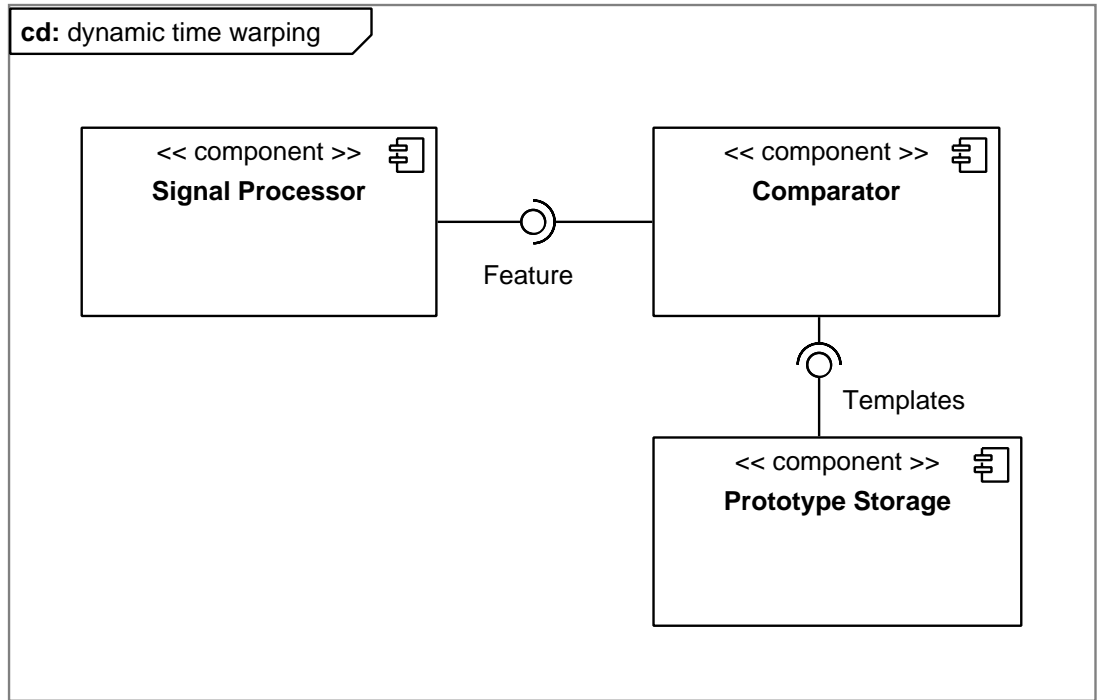 cd: dynamic time warping
<< component >>
Signal Processor
<< component >>
Comparator
Feature
Templates
<< component >>
Prototype Storage